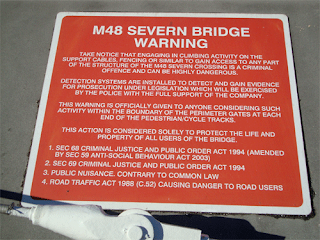 M48 SEVERN BRIDGE
WARNING
TAKE NOTICE THAT ENGAGING IN CLIMBING ACTIVITY ON THE
SUPPORT CABLES, FENCING OR SIMILAR TO GAIN ACCESS TO ANY PART
OF THE STRUCTURE OF THE M48 SEVERN CROSSING IS A CRIMINAL
OFFENCE AND CAN BE HIGHLY DANGEROUS.
DETECTION SYSTEMS ARE INSTALLED TO DETECT AND GAIN EVIDENCE
FOR PROSECUTION UNDER LEGISLATION WHICH WILL BE EXERCISED
BY THE POLICE WITH THE FULL SUPPORT OF THE COMPANY.
THIS WARNING IS OFFICIALLY GIVEN TO ANYONE CONSIDERING SUCH
ACTIVITY WITHIN THE BOUNDARY OF THE PERIMETER GATES AT EACH
END OF THE PEDESTRIAN/CYCLE TRACKS.
THIS ACTION IS CONSIDERED SOLELY TO PROTECT THE LIFE AND
PROPERTY OF ALL USERS OF THE BRIDGE.
1. SEC 68 CRIMINAL JUSTICE AND PUBLIC ORDER ACT 1994 (AMENDED
BY SEC 59 ANTI-SOCIAL BEHAVIOUR ACT 2003)
2. SEC 69 CRIMINAL JUSTICE AND PUBLIC ORDER ACT 1994
3. PUBLIC NUISANCE. CONTRARY TO COMMON LAW
4. ROAD TRAFFIC ACT 1988 (C.52) CAUSING DANGER TO ROAD USERS